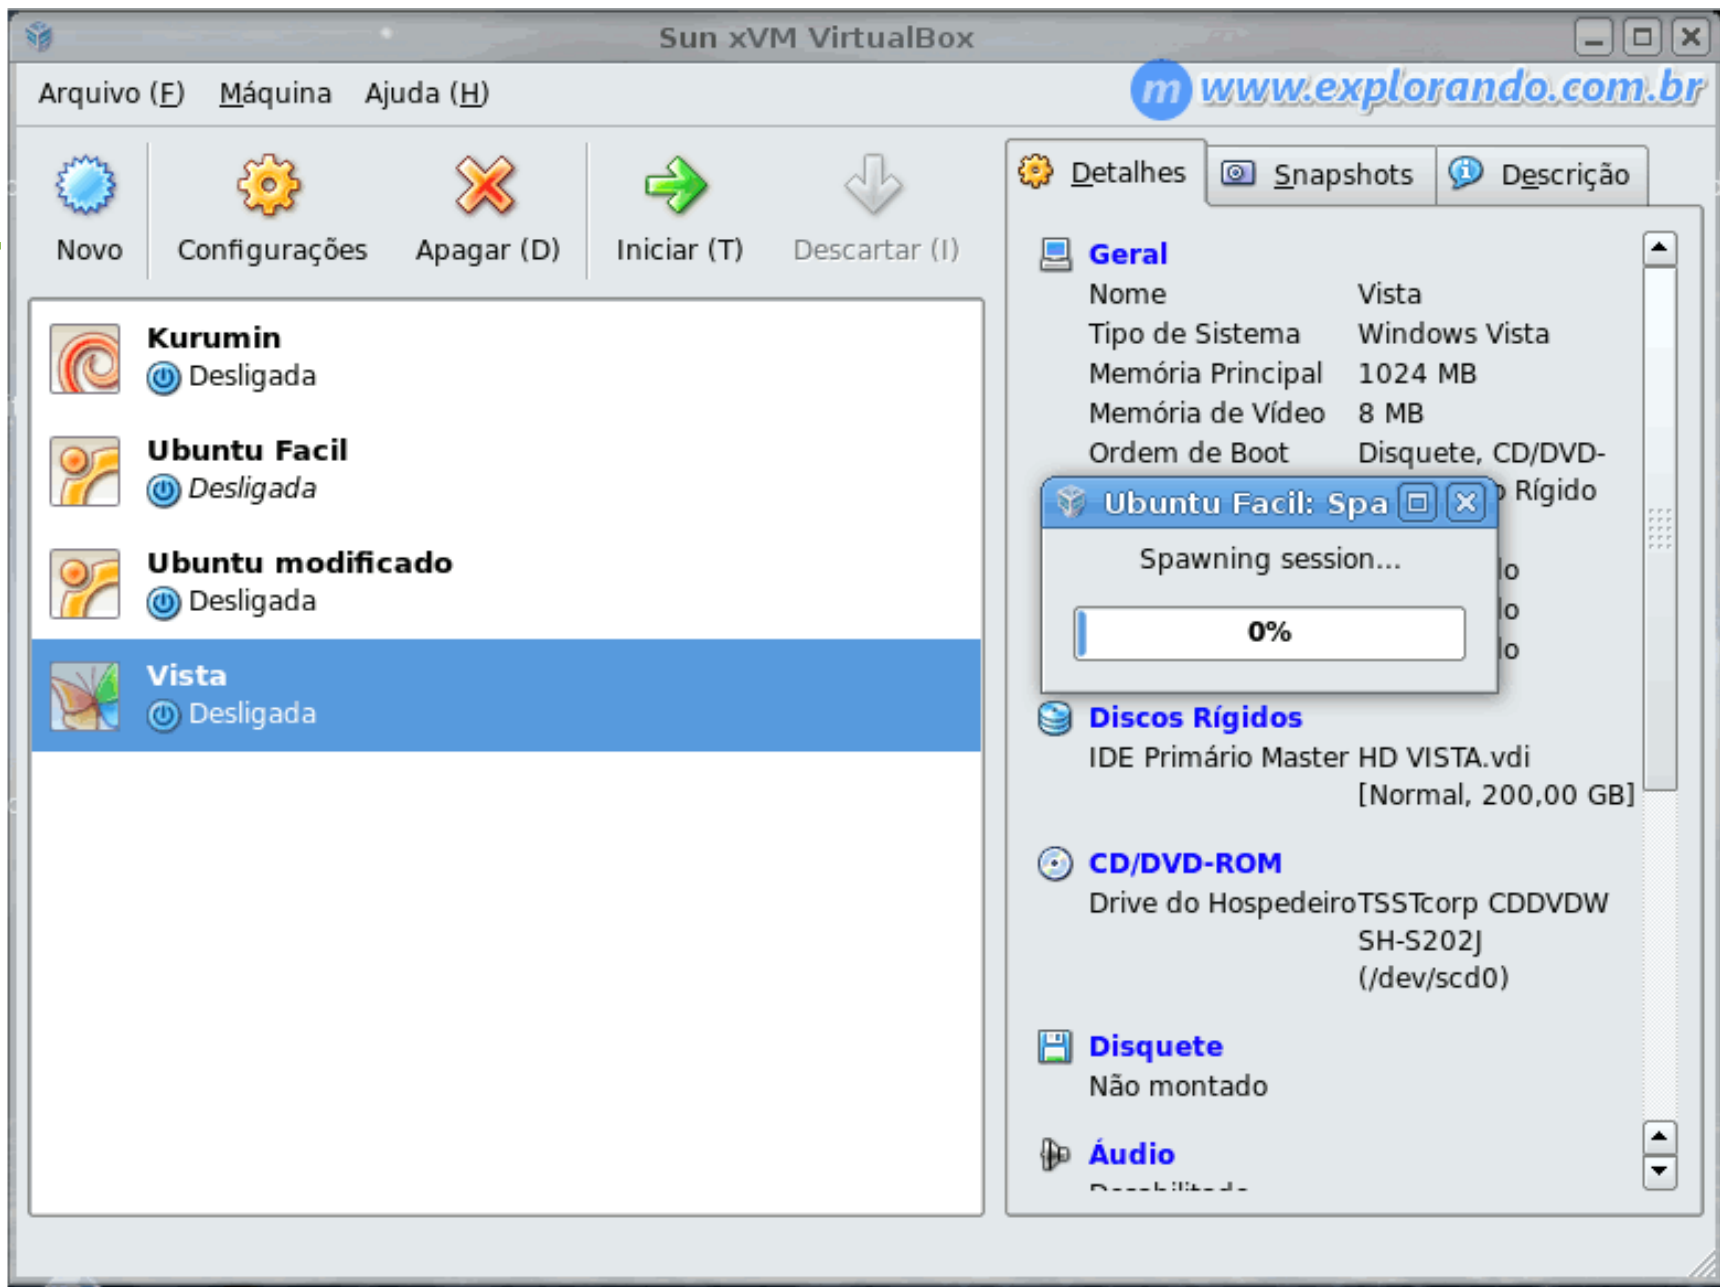 Sun xVM VirtualBox
Arquivo (F) Máquina Ajuda (H)
m www.explorando.com.br
Novo Configurações Apagar (D) Iniciar (T) Descartar (I)
Detalhes Snapshots Descrição
Kurumin
Desligada
Ubuntu Facil
Desligada
Ubuntu modificado
Desligada
Vista
Desligada
Geral
Nome Vista
Tipo de Sistema Windows Vista
Memória Principal 1024 MB
Memória de Vídeo 8 MB
Ordem de Boot Disquete, CD/DVD-
Rígido
Ubuntu Facil: Spa
Spawning session...
0%
lo
lo
lo
Discos Rígidos
IDE Primário Master HD VISTA.vdi
[Normal, 200,00 GB]
CD/DVD-ROM
Drive do Hospedeiro TSSTcorp CDDVDW
SH-S202J
(/dev/scd0)
Disquete
Não montado
Áudio